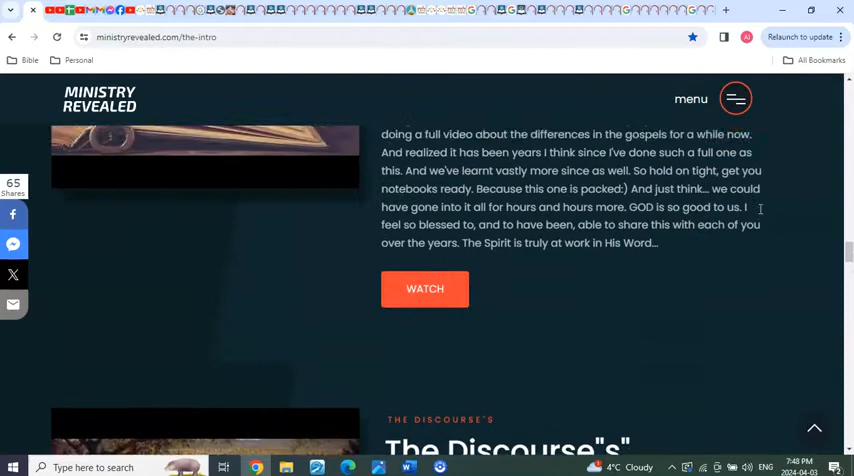 Relaunch to update
ministryrevealed.com/the-intro
Bible
Personal
All Bookmarks
MINISTRY
REVEALED
menu
doing a full video about the differences in the gospels for a while now.
And realized it has been years I think since I've done such a full one as
this. And we've learnt vastly more since as well. So hold on tight, get you
notebooks ready. Because this one is packed:) And just think... we could
have gone into it all for hours and hours more. GOD is so good to us. I
feel so blessed to, and to have been, able to share this with each of you
over the years. The Spirit is truly at work in His Word...
65
Shares
WATCH
THE DISCOURSE'S
The Discourse"s"
Type here to search
4°C Cloudy
ENG
7:48 PM
2024-04-03